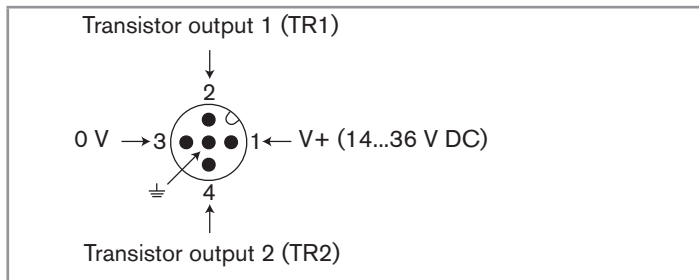 Transistor output 1 (TR1)
2
0 V
3
1
V+ (14...36 V DC)
4
Transistor output 2 (TR2)